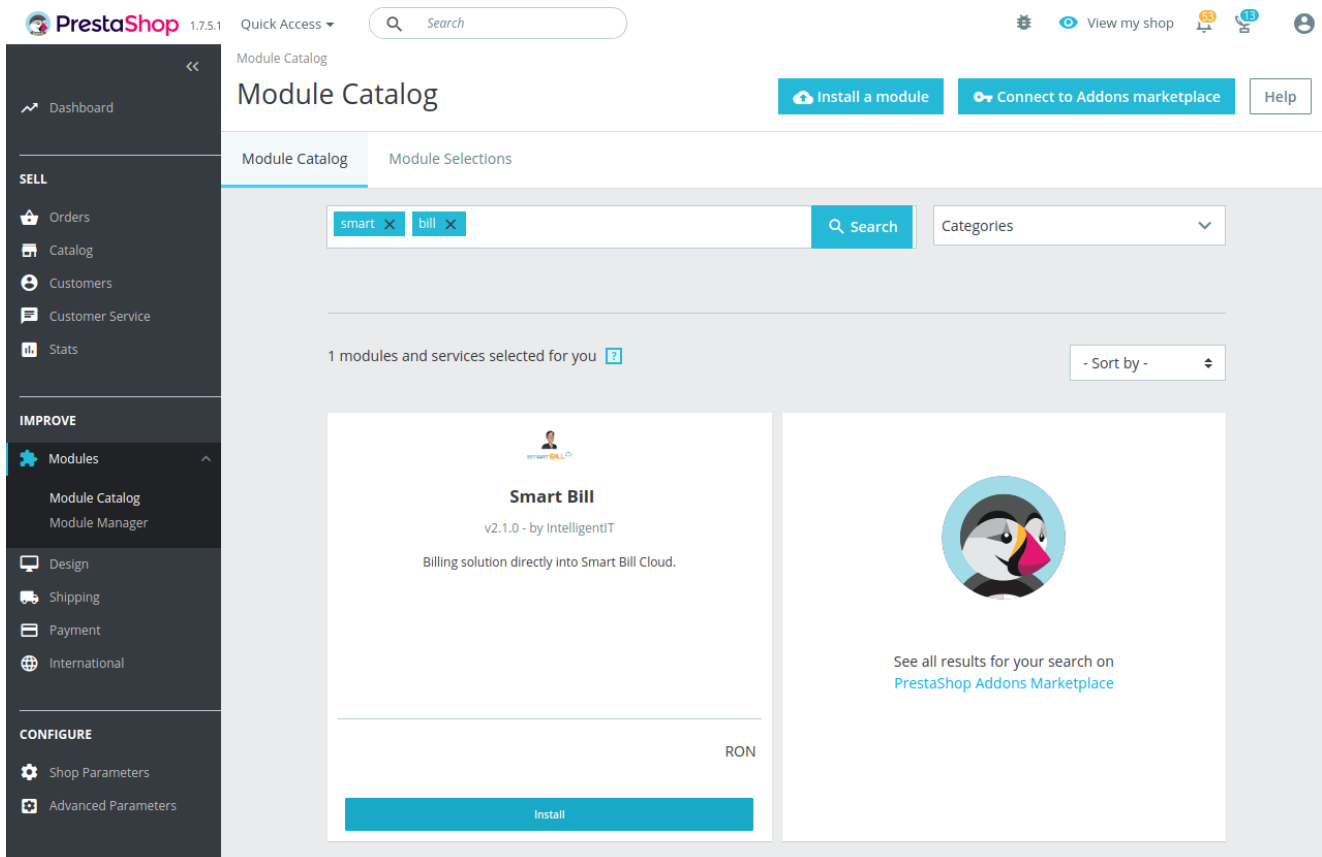 PrestaShop 1.7.5.1 Quick Access Search View my shop 53 13
Dashboard
SELL
Orders
Catalog
Customers
Customer Service
Stats
IMPROVE
Modules
Module Catalog
Module Manager
Design
Shipping
Payment
International
CONFIGURE
Shop Parameters
Advanced Parameters
Module Catalog
Module Catalog
Install a module Connect to Addons marketplace Help
Module Catalog Module Selections
smart bill Search Categories
1 modules and services selected for you ?
- Sort by -
smartBILL
Smart Bill
v2.1.0 - by IntelligentIT
Billing solution directly into Smart Bill Cloud.
RON
Install
See all results for your search on
PrestaShop Addons Marketplace